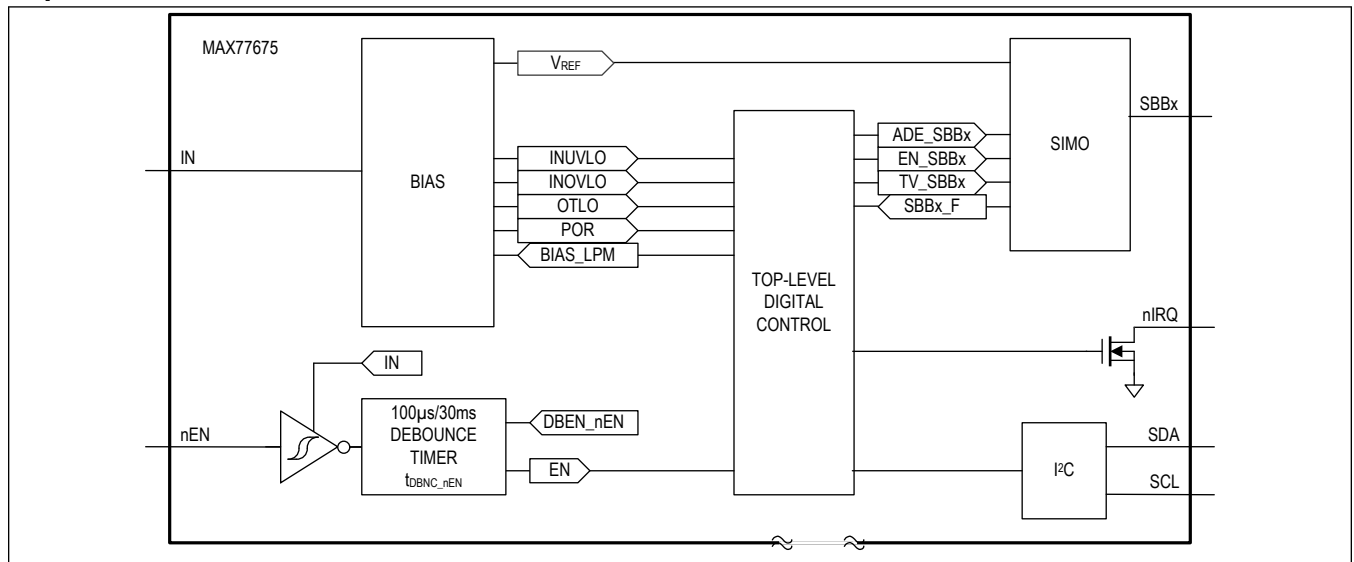 MAX77675
VREF
SBBx
ADE_SBBx
IN
BIAS
INUVLO
EN_SBBx
SIMO
INOVLO
TV_SBBx
OTLO
SBBx_F
POR
BIAS_LPM
TOP-LEVEL
DIGITAL
CONTROL
nIRQ
IN
100µs/30ms
DEBOUNCE
TIMER
tDBNC_nEN
DBEN_nEN
nEN
EN
I²C
SDA
SCL